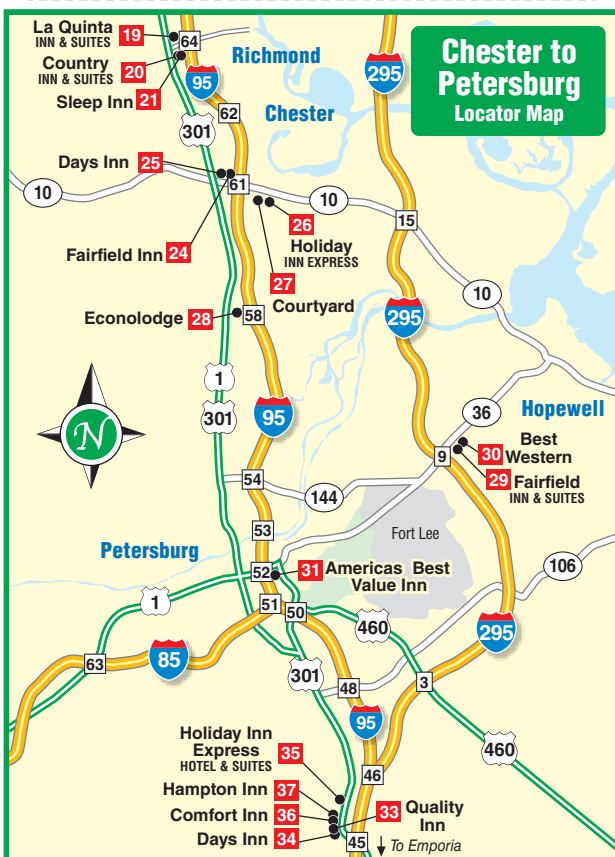 Chester to
Petersburg
Locator Map
La Quinta 19
INN & SUITES
Country 20
INN & SUITES
Sleep Inn 21
64
95
Richmond
295
Chester
62
301
Days Inn 25
61
10
10
26
Holiday
INN EXPRESS
15
Fairfield Inn 24
27
Courtyard
10
Econolodge 28
58
295
1
301
95
N
36
Hopewell
9
30 Best
Western
29 Fairfield
INN & SUITES
54
144
53
Fort Lee
Petersburg
52
31 Americas Best
Value Inn
106
1
51
50
460
295
63
85
301
48
3
95
460
Holiday Inn
Express 35
HOTEL & SUITES
46
Hampton Inn 37
Comfort Inn 36
33 Quality
Inn
Days Inn 34
45
To Emporia